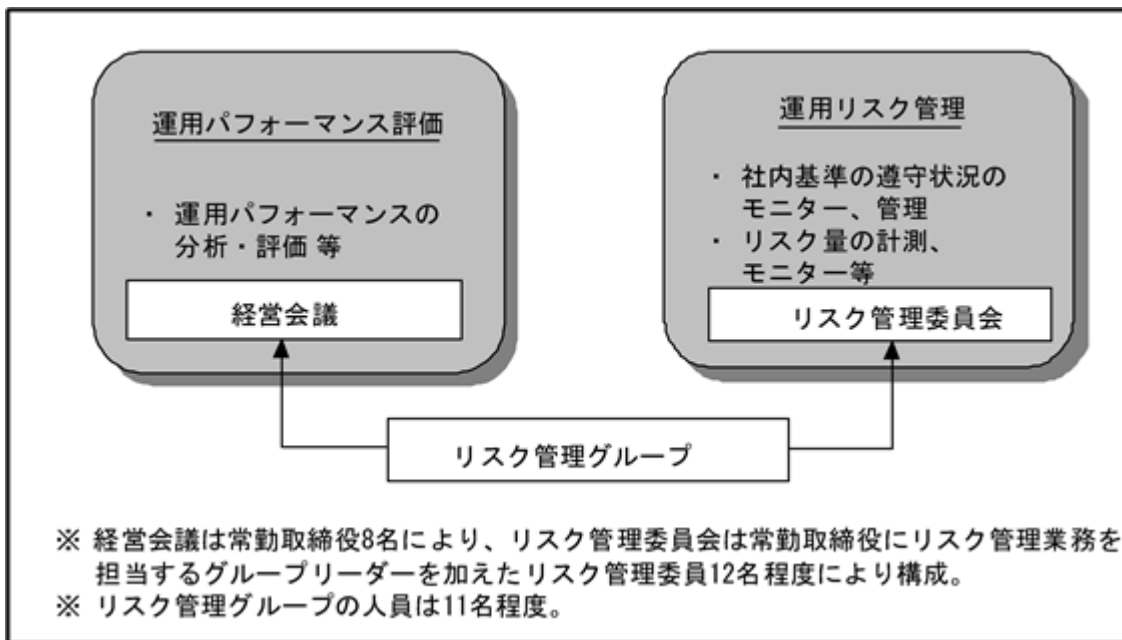 運用パフォーマンス評価
・ 運用パフォーマンスの
分析・評価 等
経営会議
運用リスク管理
・ 社内基準の遵守状況の
モニター、管理
・ リスク量の計測、
モニター等
リスク管理委員会
リスク管理グループ
※ 経営会議は常勤取締役8名により、リスク管理委員会は常勤取締役にリスク管理業務を
担当するグループリーダーを加えたリスク管理委員12名程度により構成。
※ リスク管理グループの人員は11名程度。